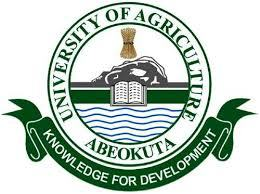 UNIVERSITY OF AGRICULTURE
ABEOKUTA
KNOWLEDGE FOR DEVELOPMENT